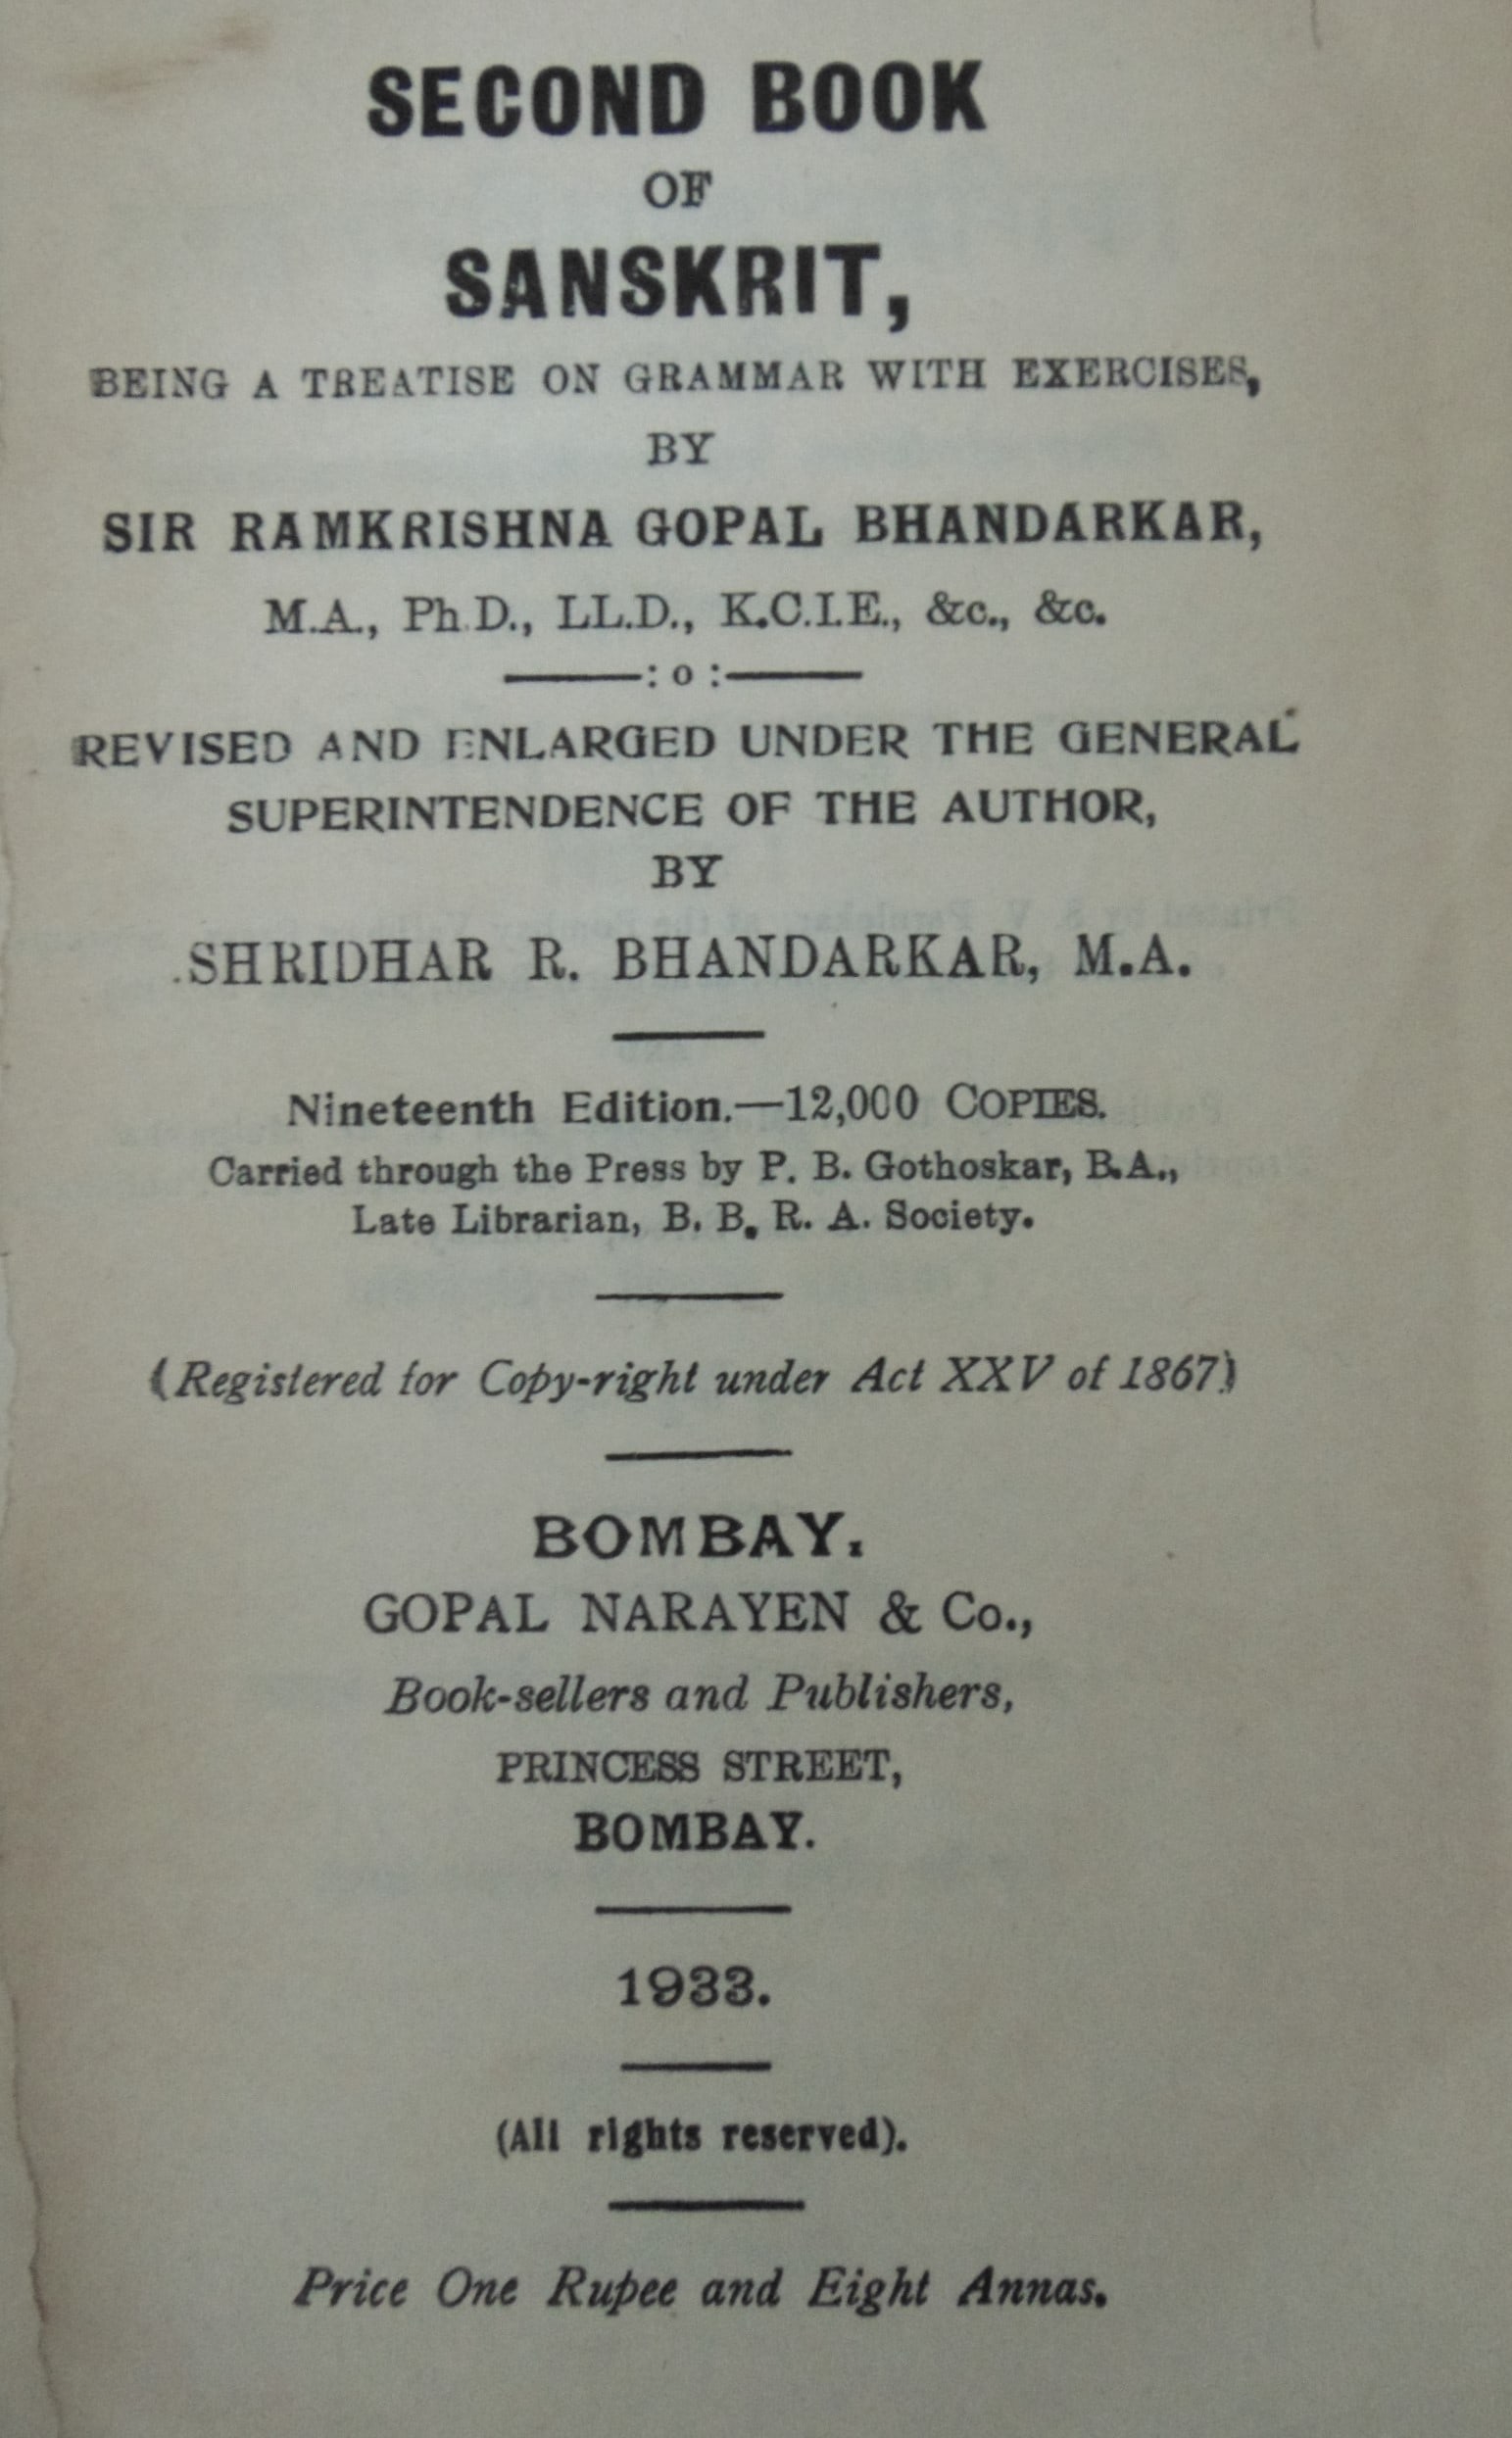 SECOND BOOK
OF
SANSKRIT,
BEING A TREATISE ON GRAMMAR WITH EXERCISES,
BY
SIR RAMKRISHNA GOPAL BHANDARKAR,
M.A., Ph.D., LL.D., K.C.I.E., &c., &c.
: o :
REVISED AND ENLARGED UNDER THE GENERAL
SUPERINTENDENCE OF THE AUTHOR,
BY
SHRIDHAR R. BHANDARKAR, M.A.
Nineteenth Edition.—12,000 COPIES.
Carried through the Press by P. B. Gothoskar, B.A.,
Late Librarian, B. B. R. A. Society.
(Registered for Copy-right under Act XXV of 1867)
BOMBAY.
GOPAL NARAYEN & Co.,
Book-sellers and Publishers,
PRINCESS STREET,
BOMBAY.
1933.
(All rights reserved).
Price One Rupee and Eight Annas.